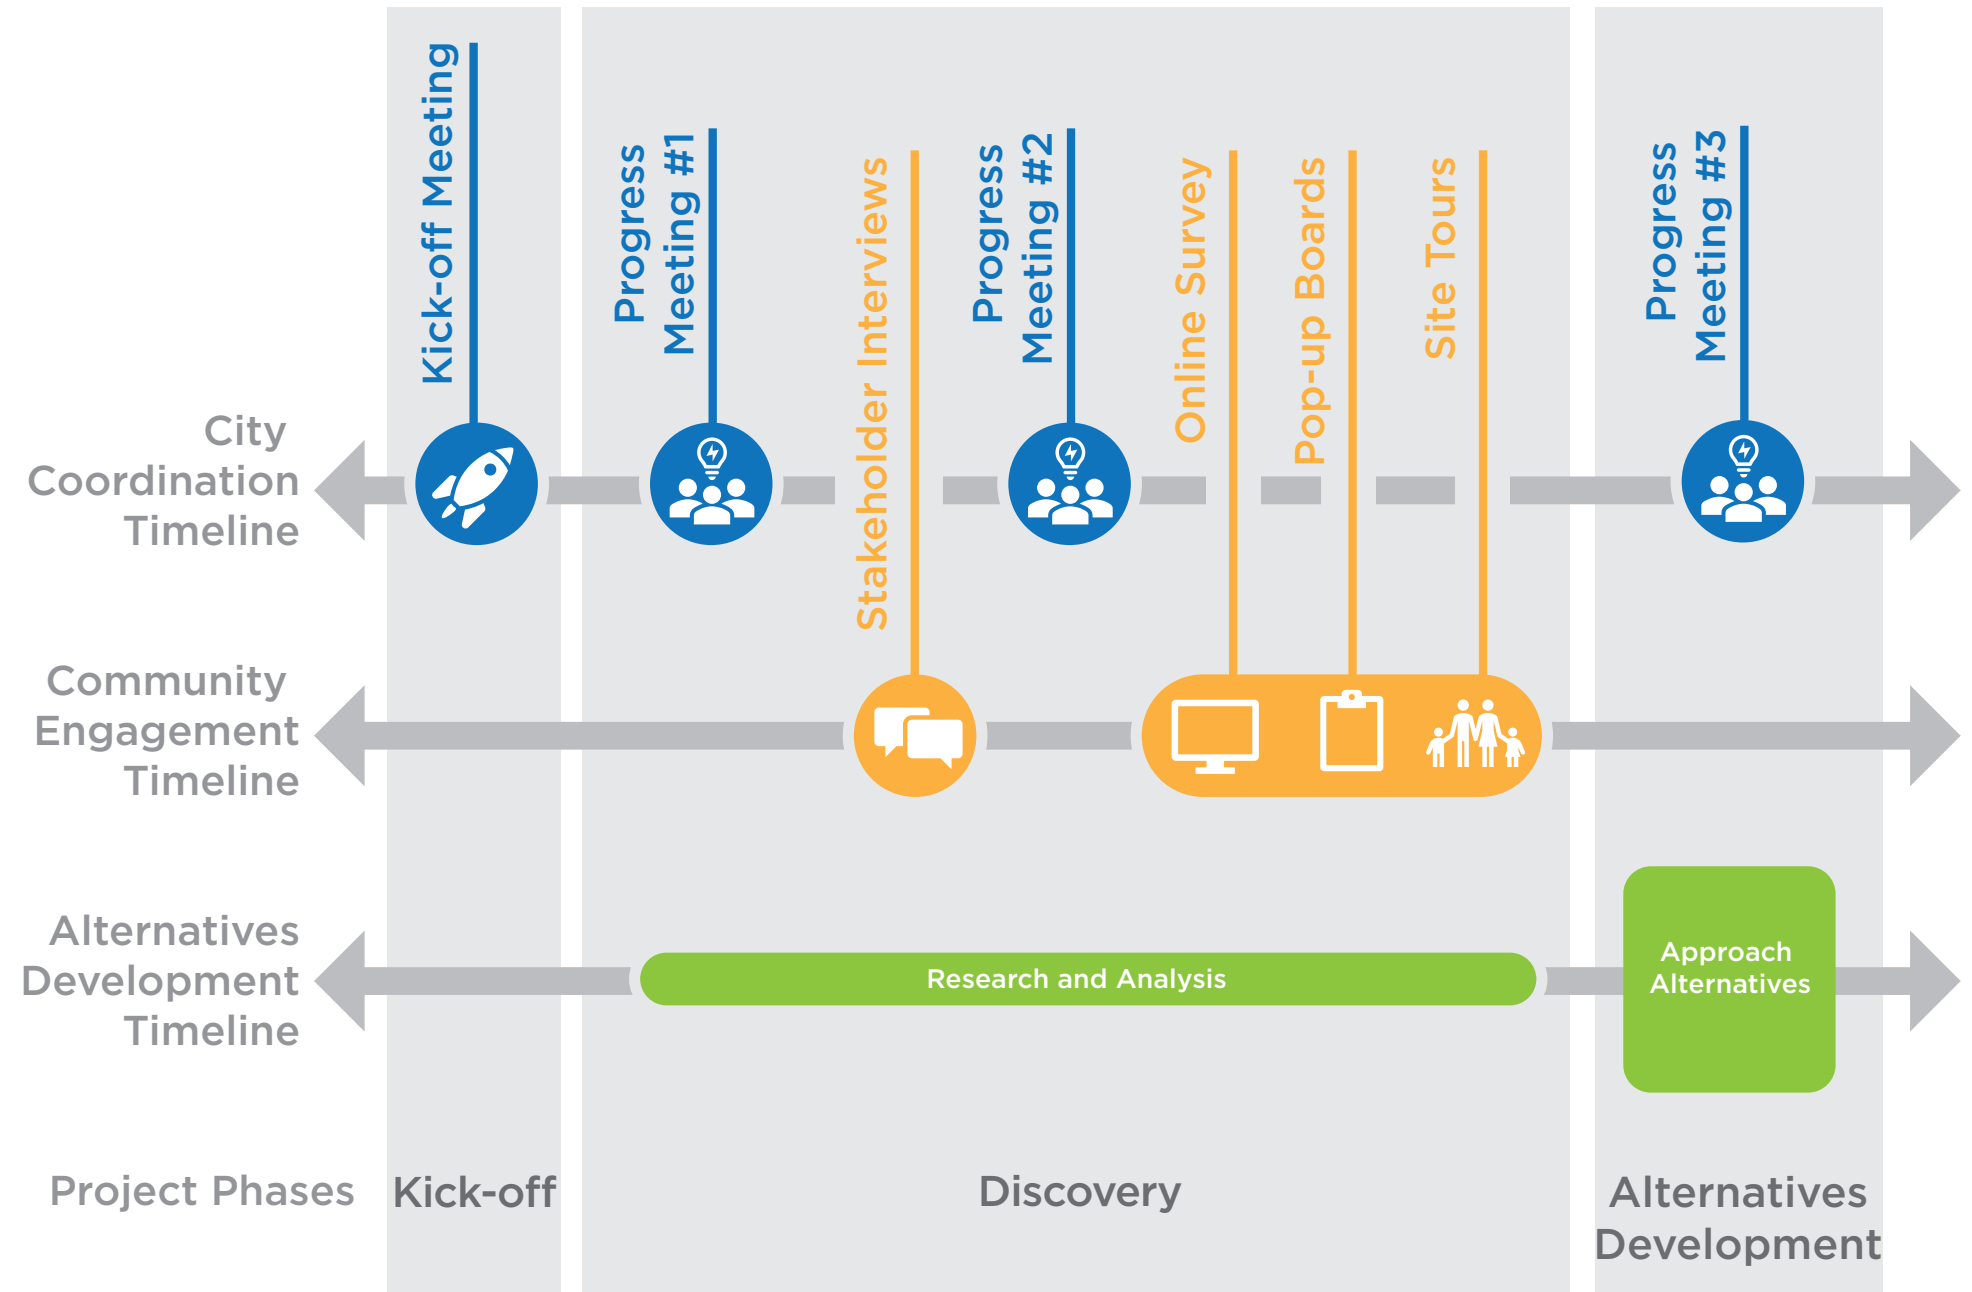 Kick-off Meeting
Progress
Meeting #1
Stakeholder Interviews
Progress
Meeting #2
Online Survey
Pop-up Boards
Site Tours
Progress
Meeting #3
City
Coordination
Timeline
Community
Engagement
Timeline
Alternatives
Development
Timeline
Research and Analysis
Approach
Alternatives
Project Phases
Kick-off
Discovery
Alternatives
Development